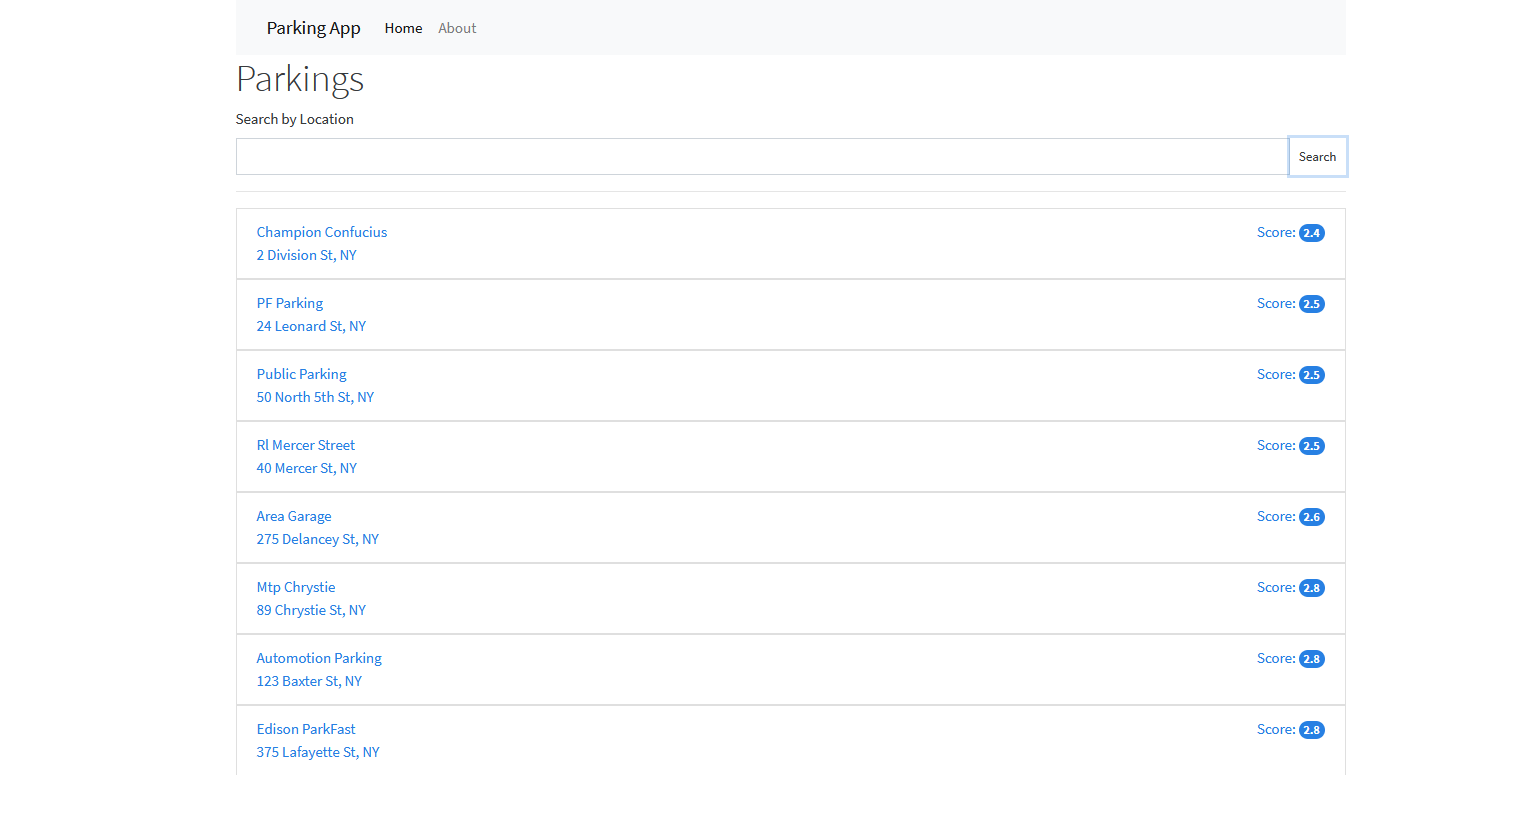 Parking App Home About
Parkings
Search by Location
Search
Champion Confucius Score: 2.4
2 Division St, NY
PF Parking Score: 2.5
24 Leonard St, NY
Public Parking Score: 2.5
50 North 5th St, NY
Rl Mercer Street Score: 2.5
40 Mercer St, NY
Area Garage Score: 2.6
275 Delancey St, NY
Mtp Chrystie Score: 2.8
89 Chrystie St, NY
Automotion Parking Score: 2.8
123 Baxter St, NY
Edison ParkFast Score: 2.8
375 Lafayette St, NY